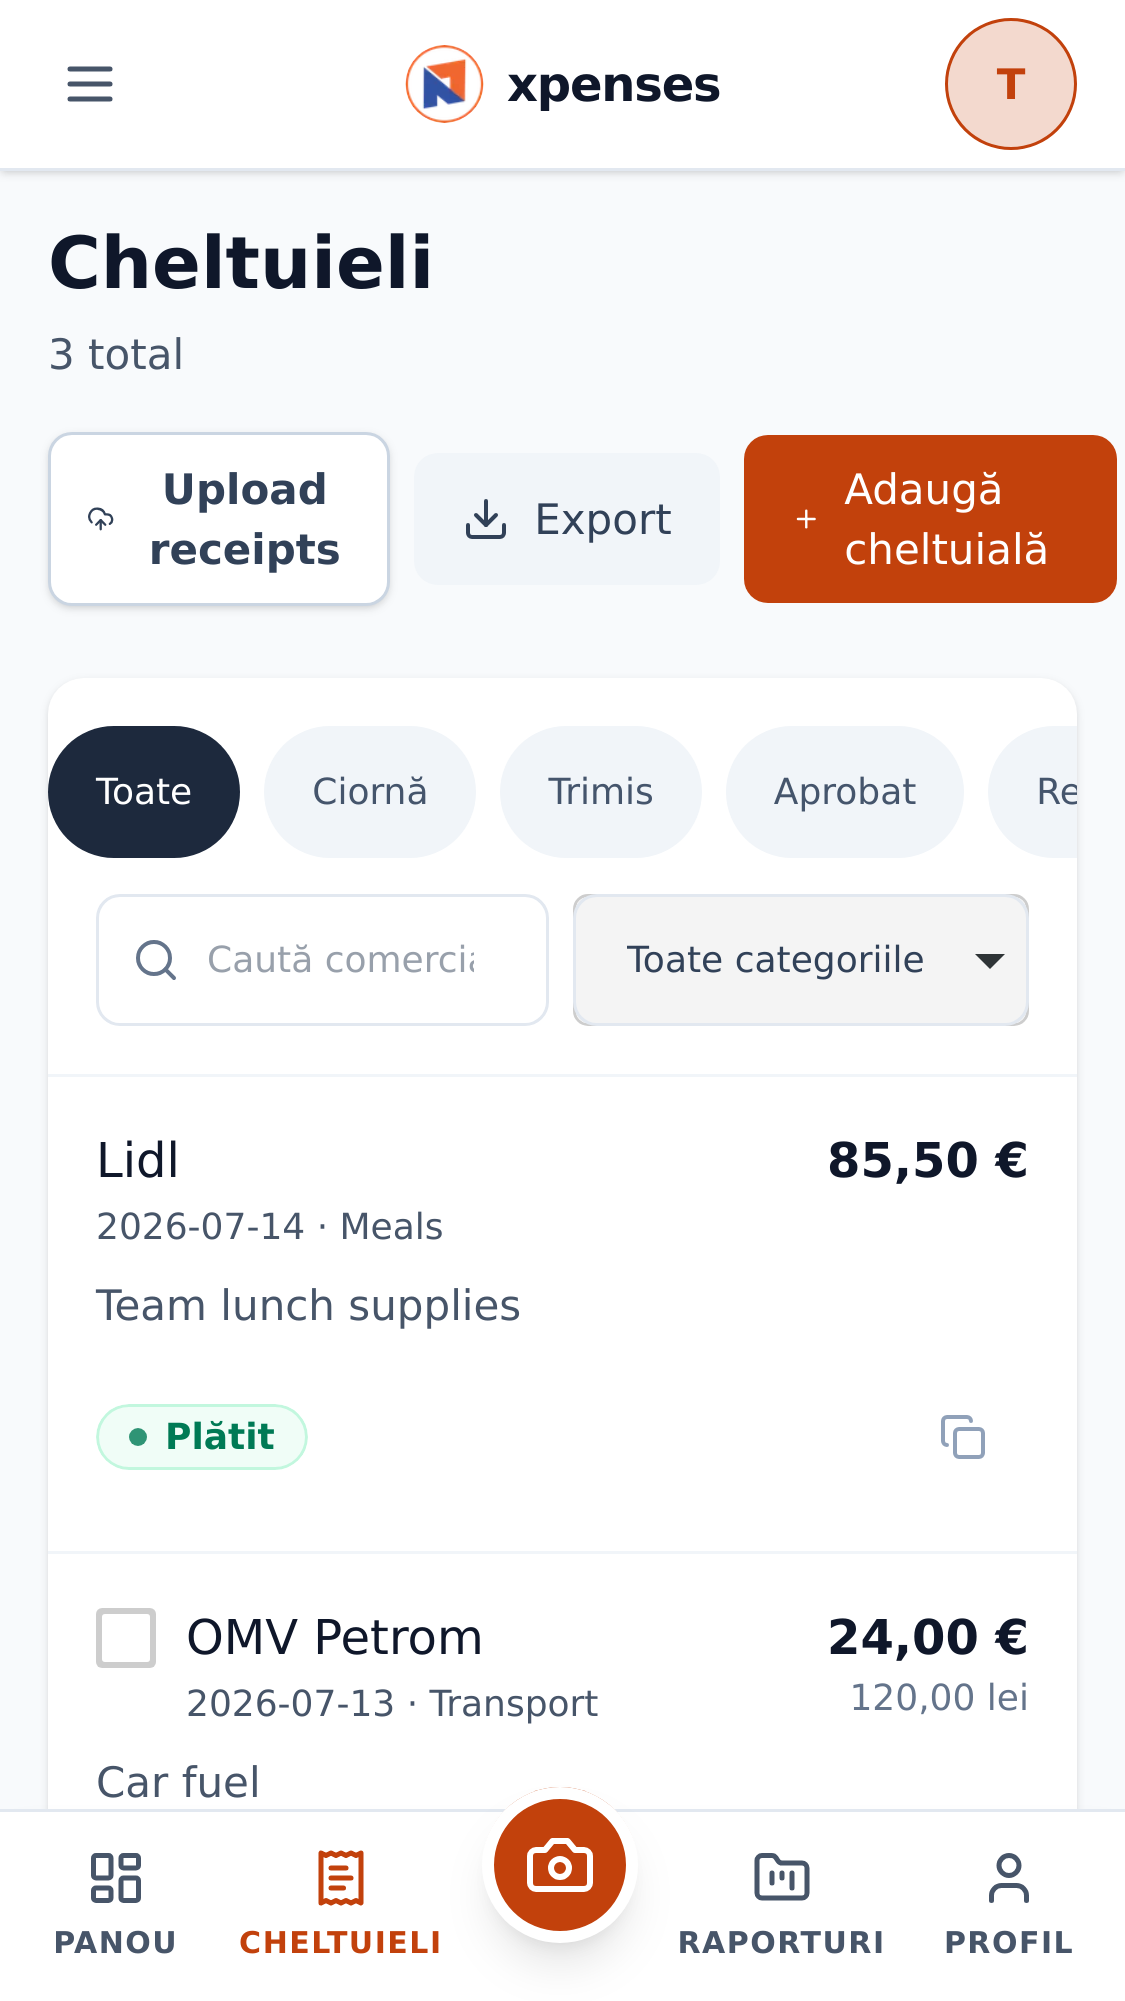 xpenses
T
Cheltuieli
3 total
Upload
receipts
Export
Adaugă
cheltuială
Toate
Ciornă
Trimis
Aprobat
Re
Caută comercia
Toate categoriile
Lidl
85,50 €
2026-07-14 · Meals
Team lunch supplies
Plătit
OMV Petrom
24,00 €
2026-07-13 · Transport
120,00 lei
Car fuel
PANOU
CHELTUIELI
RAPORTURI
PROFIL